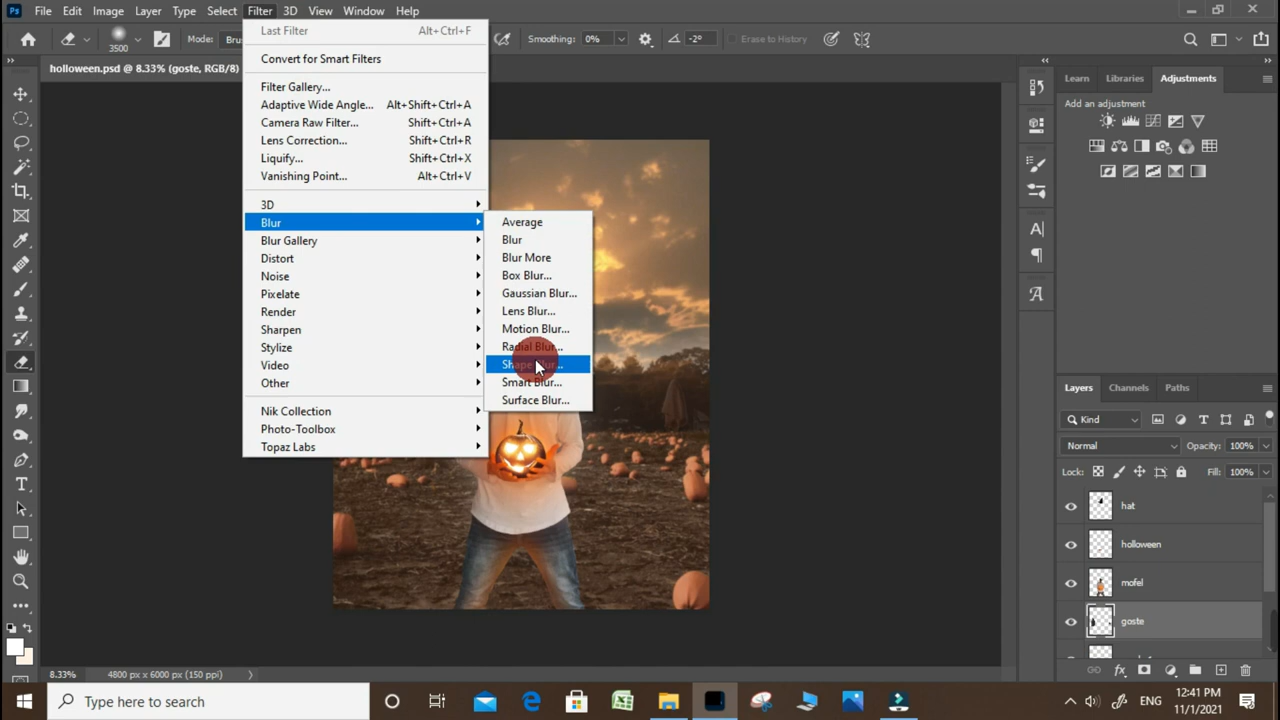 Ps File Edit Image Layer Type Select Filter 3D View Window Help
3500 Mode: Smoothing: 0% -2° Erase to History
holloween.psd @ 8.33% (goste, RGB/8)
Last Filter Alt+Ctrl+F
Convert for Smart Filters
Filter Gallery...
Adaptive Wide Angle... Alt+Shift+Ctrl+A
Camera Raw Filter... Shift+Ctrl+A
Lens Correction... Shift+Ctrl+R
Liquify... Shift+Ctrl+X
Vanishing Point... Alt+Ctrl+V
3D
Blur
Blur Gallery
Distort
Noise
Pixelate
Render
Sharpen
Stylize
Video
Other
Nik Collection
Photo-Toolbox
Topaz Labs
Average
Blur
Blur More
Box Blur...
Gaussian Blur...
Lens Blur...
Motion Blur...
Radial Blur...
Shape Blur...
Smart Blur...
Surface Blur...
Learn Libraries Adjustments
Add an adjustment
Layers Channels Paths
Kind
Normal Opacity: 100%
Lock: Fill: 100%
hat
holloween
mofel
goste
8.33% 4800 px x 6000 px (150 ppi)
Type here to search
ENG
12:41 PM
11/1/2021